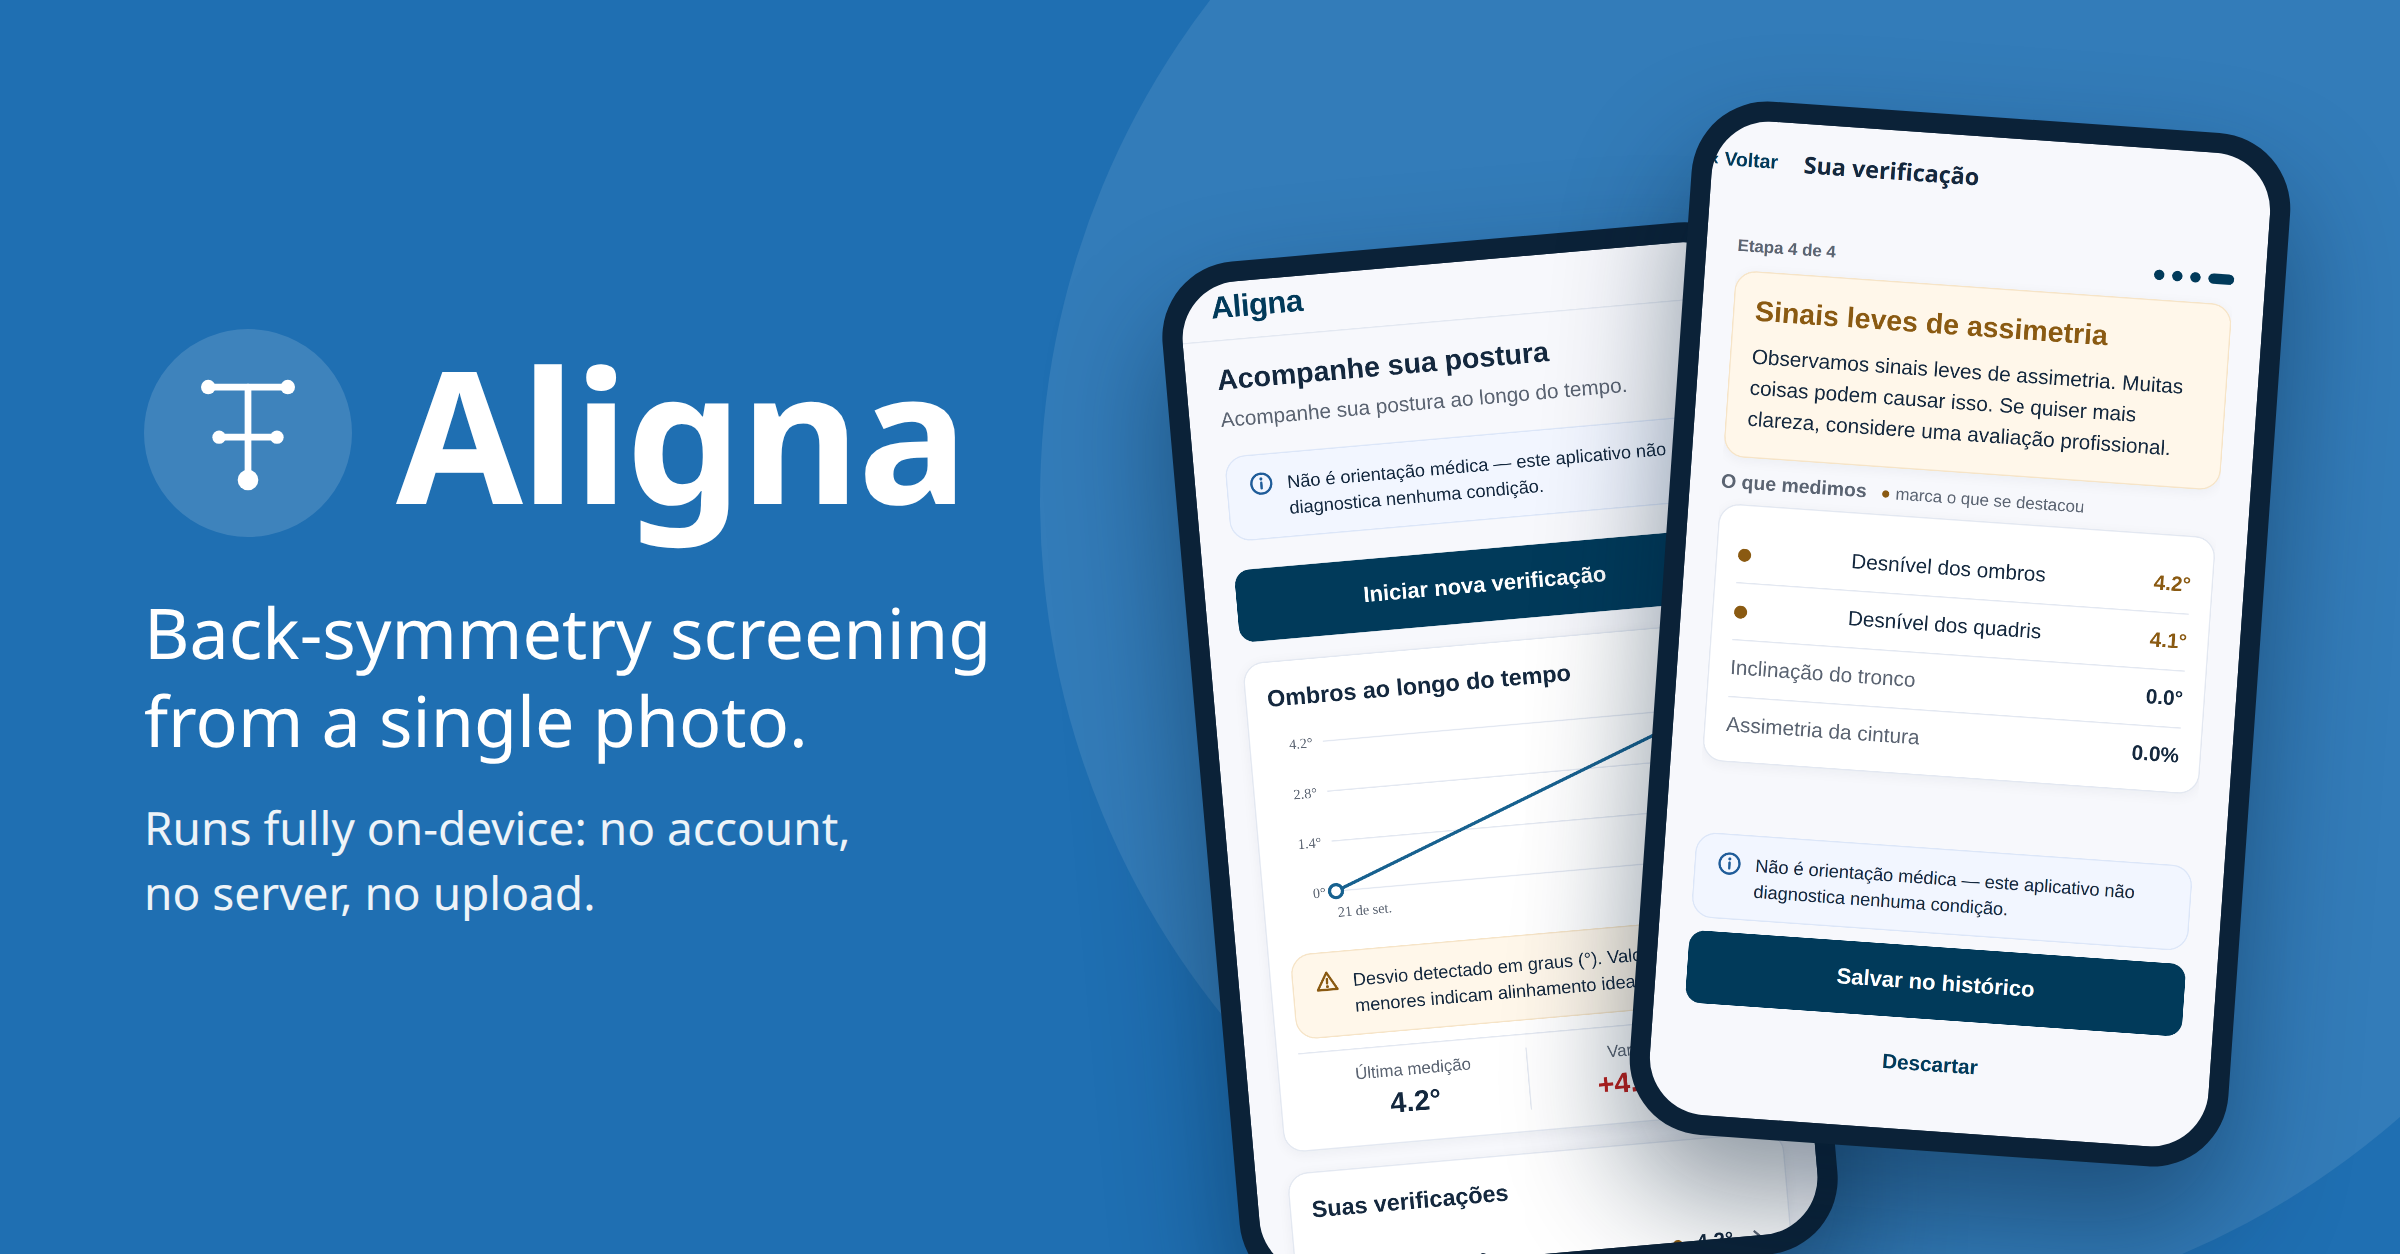 Aligna
Back-symmetry screening
from a single photo.
Runs fully on-device: no account,
no server, no upload.
Aligna
Acompanhe sua postura
Acompanhe sua postura ao longo do tempo.
Não é orientação médica — este aplicativo não
diagnostica nenhuma condição.
Iniciar nova verificação
Ombros ao longo do tempo
4.2°
2.8°
1.4°
0°
21 de set.
Desvio detectado em graus (°).
menores indicam alinhamento
Última medição
4.2°
Suas verificações
4.2°
‹ Voltar
Sua verificação
Etapa 4 de 4
Sinais leves de assimetria
Observamos sinais leves de assimetria. Muitas
coisas podem causar isso. Se quiser mais
clareza, considere uma avaliação profissional.
O que medimos ● marca o que se destacou
Desnível dos ombros 4.2°
Desnível dos quadris 4.1°
Inclinação do tronco 0.0°
Assimetria da cintura 0.0%
Não é orientação médica — este aplicativo não
diagnostica nenhuma condição.
Salvar no histórico
Descartar